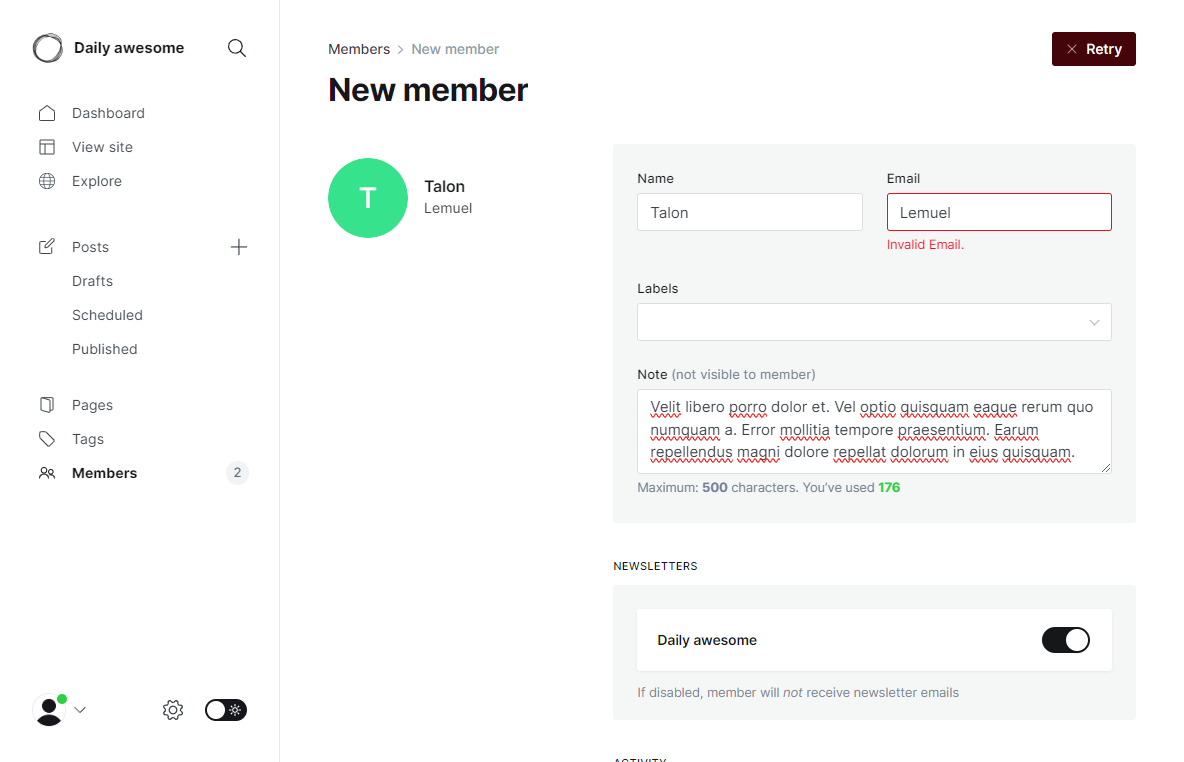 Daily awesome
Dashboard
View site
Explore
Posts
Drafts
Scheduled
Published
Pages
Tags
Members 2
Members > New member
Retry
New member
T
Talon
Lemuel
Name
Talon
Email
Lemuel
Invalid Email.
Labels
Note (not visible to member)
Velit libero porro dolor et. Vel optio quisquam eaque rerum quo
numquam a. Error mollitia tempore praesentium. Earum
repellendus magni dolore repellat dolorum in eius quisquam.
Maximum: 500 characters. You’ve used 176
NEWSLETTERS
Daily awesome
If disabled, member will not receive newsletter emails
ACTIVITY